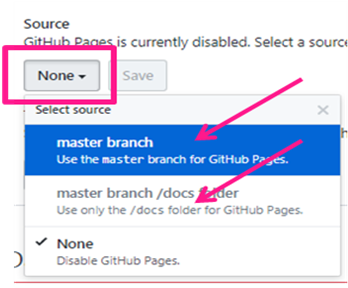 Source
GitHub Pages is currently disabled. Select a source
None
Save
Select source
master branch
Use the master branch for GitHub Pages.
master branch /docs folder
Use only the /docs folder for GitHub Pages.
None
Disable GitHub Pages.